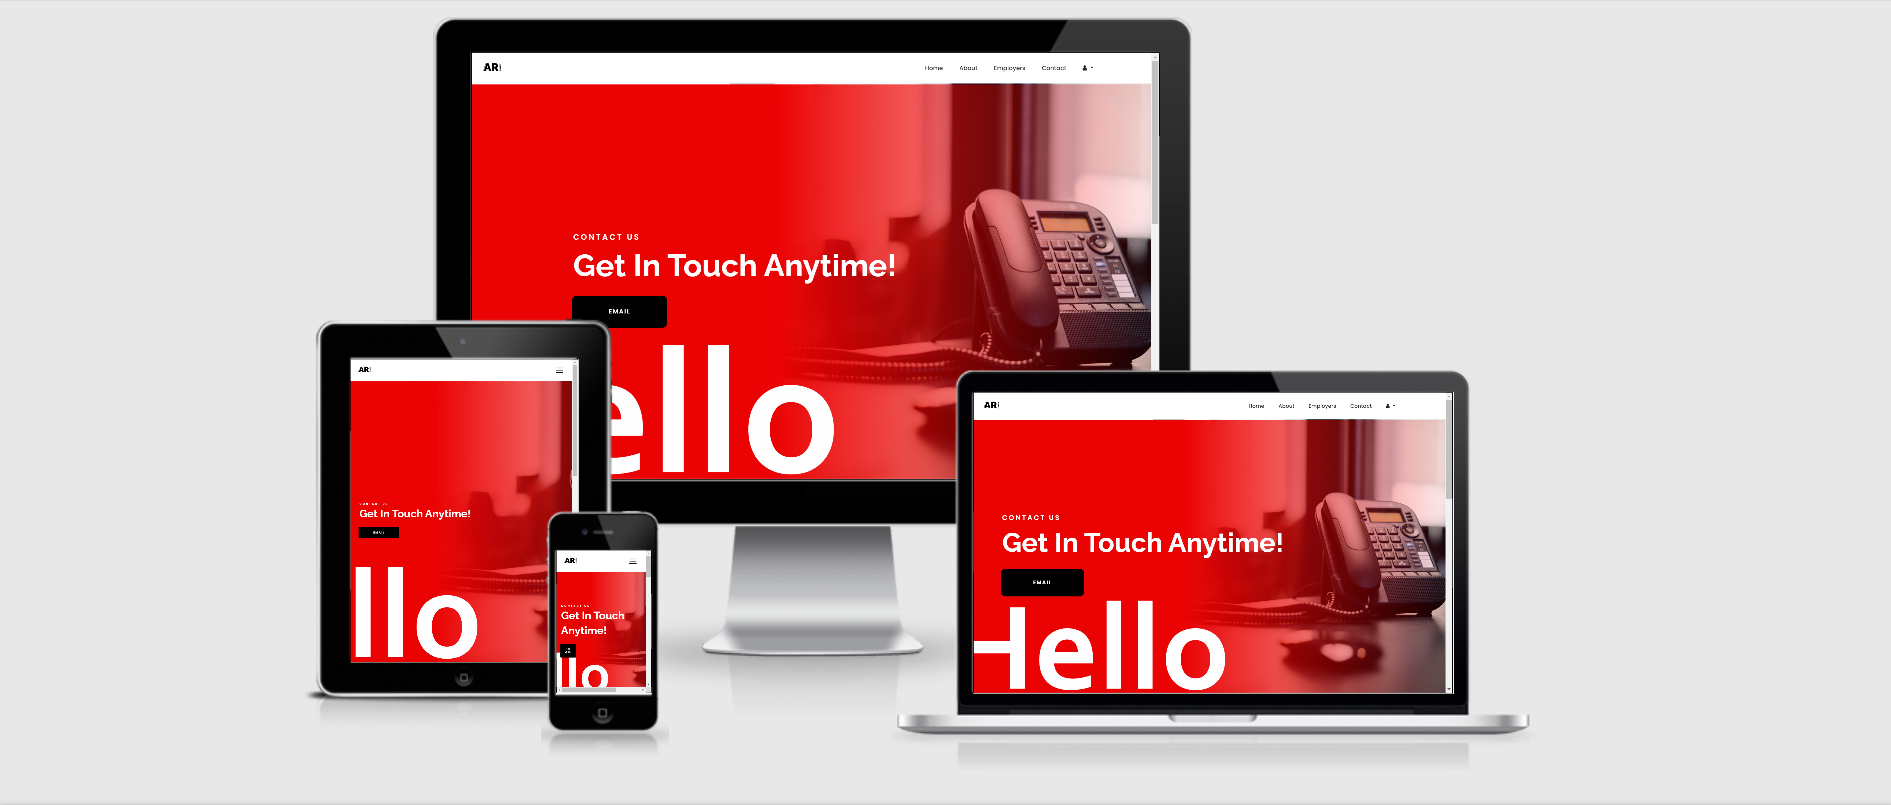 AR
Home About Employers Contact
CONTACT US
Get In Touch Anytime!
EMAIL
ello
AR
Get In Touch Anytime!
EMAIL
llo
AR
Get In Touch
Anytime!
llo
AR
Home About Employers Contact
CONTACT US
Get In Touch Anytime!
EMAIL
Hello